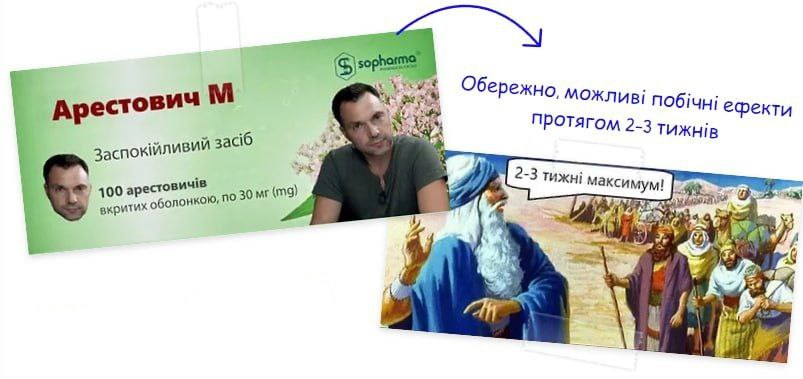 sopharma
Арестович М
Заспокійливий засіб
100 арестовичів
вкритих оболонкою, по 30 мг (mg)
Обережно, можливі побічні ефекти
протягом 2-3 тижнів
2-3 тижні максимум!